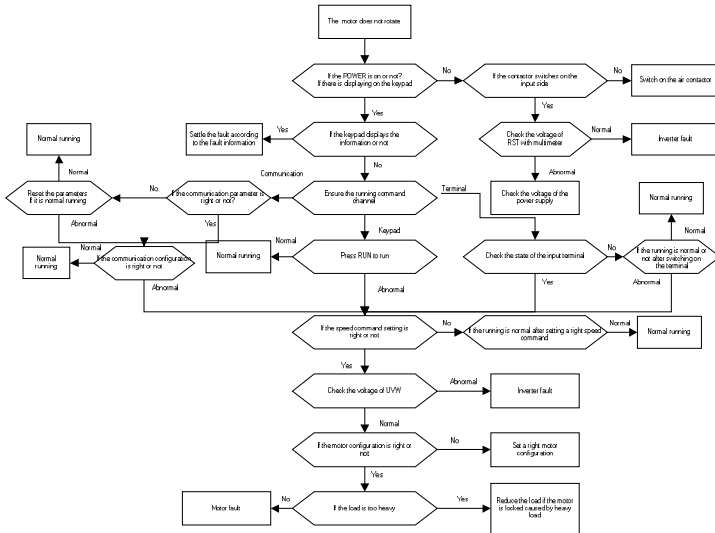 The motor does not rotate
If the POWER is on or not?
If there is displaying on the keypad
No
If the contactor switches on the
input side
No
Switch on the air contactor
Yes
Yes
Settle the fault according
to the fault information
Yes
If the keypad displays the
information or not
Check the voltage of
RST with multimeter
Normal
Inverter fault
Normal running
Normal
No
Abnormal
Communication
Reset the parameters
If it is normal running
No
If the communication parameter is
right or not?
Ensure the running command
channel
Terminal
Check the voltage of the
power supply
Normal running
Normal
Abnormal
Yes
Keypad
Normal
running
Normal
If the communication configuration
is right or not
Normal running
Normal
Press RUN to run
Check the state of the input terminal
No
If the running is normal or
not after switching on
the terminal
Abnormal
Abnormal
Yes
Abnormal
If the speed command setting is
right or not
No
If the running is normal after setting a right speed
command
Normal
Normal running
Yes
Check the voltage of UVW
Abnormal
Inverter fault
Normal
If the motor configuration is right or
not
No
Set a right motor
configuration
Yes
Motor fault
No
If the load is too heavy
Yes
Reduce the load if the motor
is locked caused by heavy
load